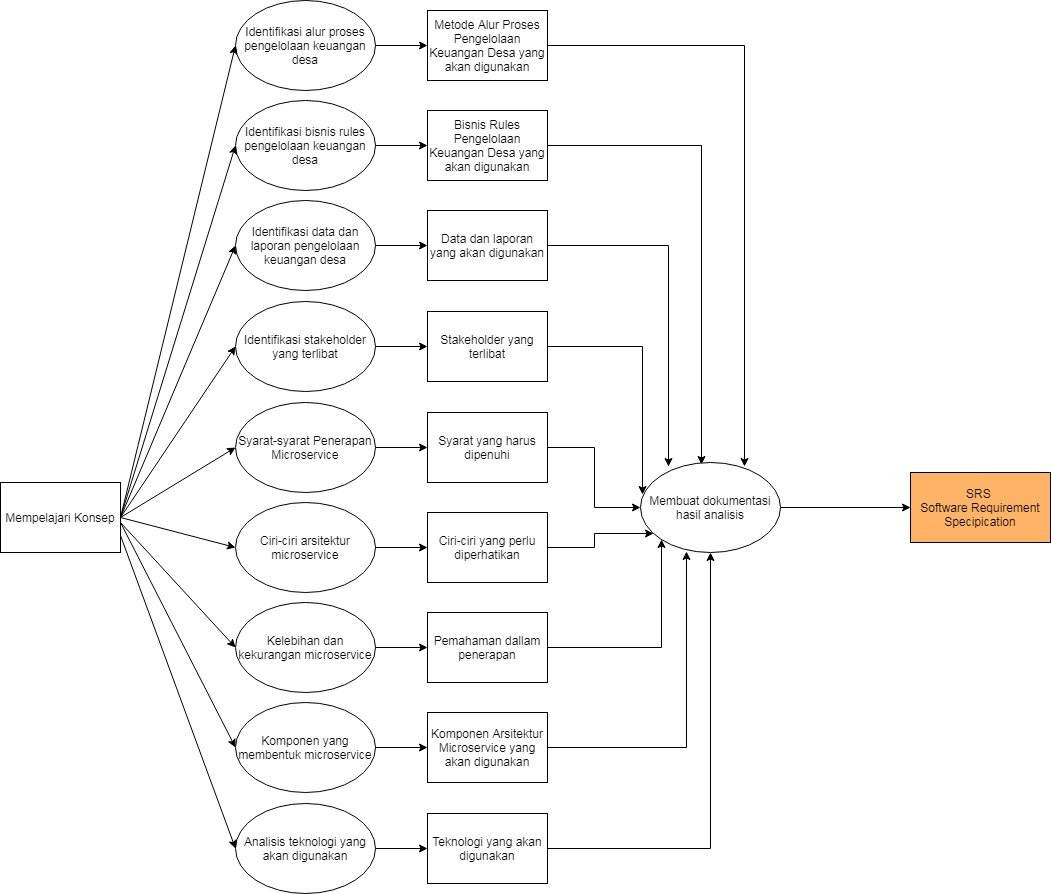 Identifikasi alur proses
pengelolaan keuangan
desa
Metode Alur Proses
Pengelolaan
Keuangan Desa yang
akan digunakan
Identifikasi bisnis rules
pengelolaan keuangan
desa
Bisnis Rules
Pengelolaan
Keuangan Desa yang
akan digunakan
Identifikasi data dan
laporan pengelolaan
keuangan desa
Data dan laporan
yang akan digunakan
Identifikasi stakeholder
yang terlibat
Stakeholder yang
terlibat
Syarat-syarat Penerapan
Microservice
Syarat yang harus
dipenuhi
Mempelajari Konsep
Membuat dokumentasi
hasil analisis
SRS
Software Requirement
Specipication
Ciri-ciri arsitektur
microservice
Ciri-ciri yang perlu
diperhatikan
Kelebihan dan
kekurangan microservice
Pemahaman dallam
penerapan
Komponen yang
membentuk microservice
Komponen Arsitektur
Microservice yang
akan digunakan
Analisis teknologi yang
akan digunakan
Teknologi yang akan
digunakan